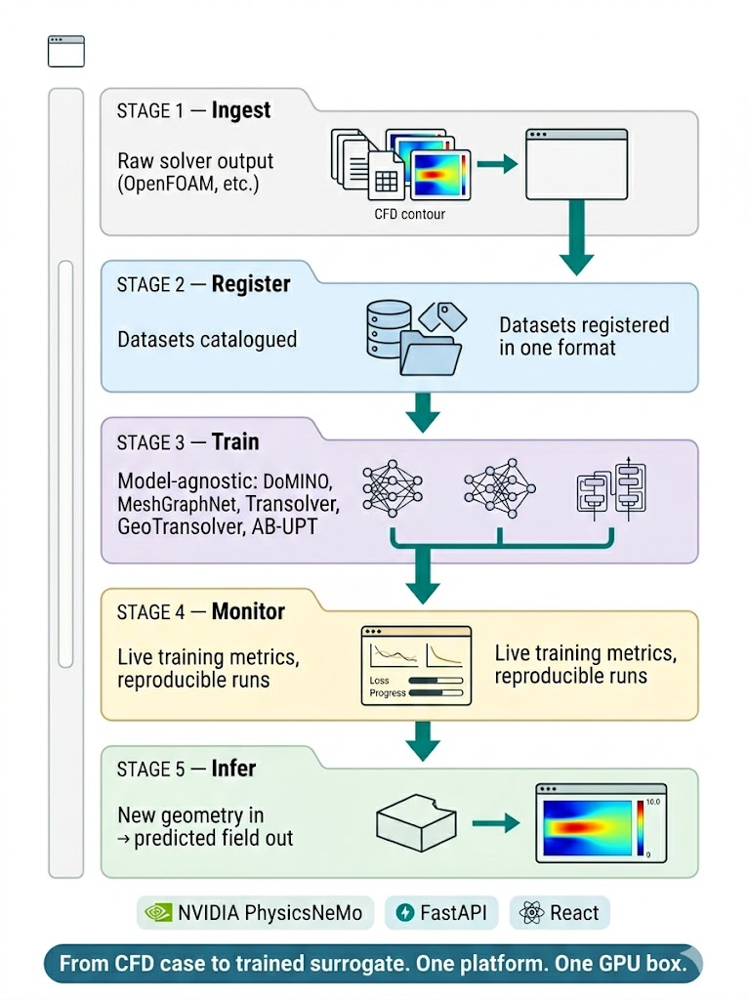 STAGE 1 — Ingest
Raw solver output
(OpenFOAM, etc.)
CFD contour
STAGE 2 — Register
Datasets catalogued
Datasets registered
in one format
STAGE 3 — Train
Model-agnostic: DoMINO,
MeshGraphNet, Transolver,
GeoTransolver, AB-UPT
STAGE 4 — Monitor
Live training metrics,
reproducible runs
Loss
Progress
Live training metrics,
reproducible runs
STAGE 5 — Infer
New geometry in
→ predicted field out
10.0
0
NVIDIA PhysicsNeMo
FastAPI
React
From CFD case to trained surrogate. One platform. One GPU box.